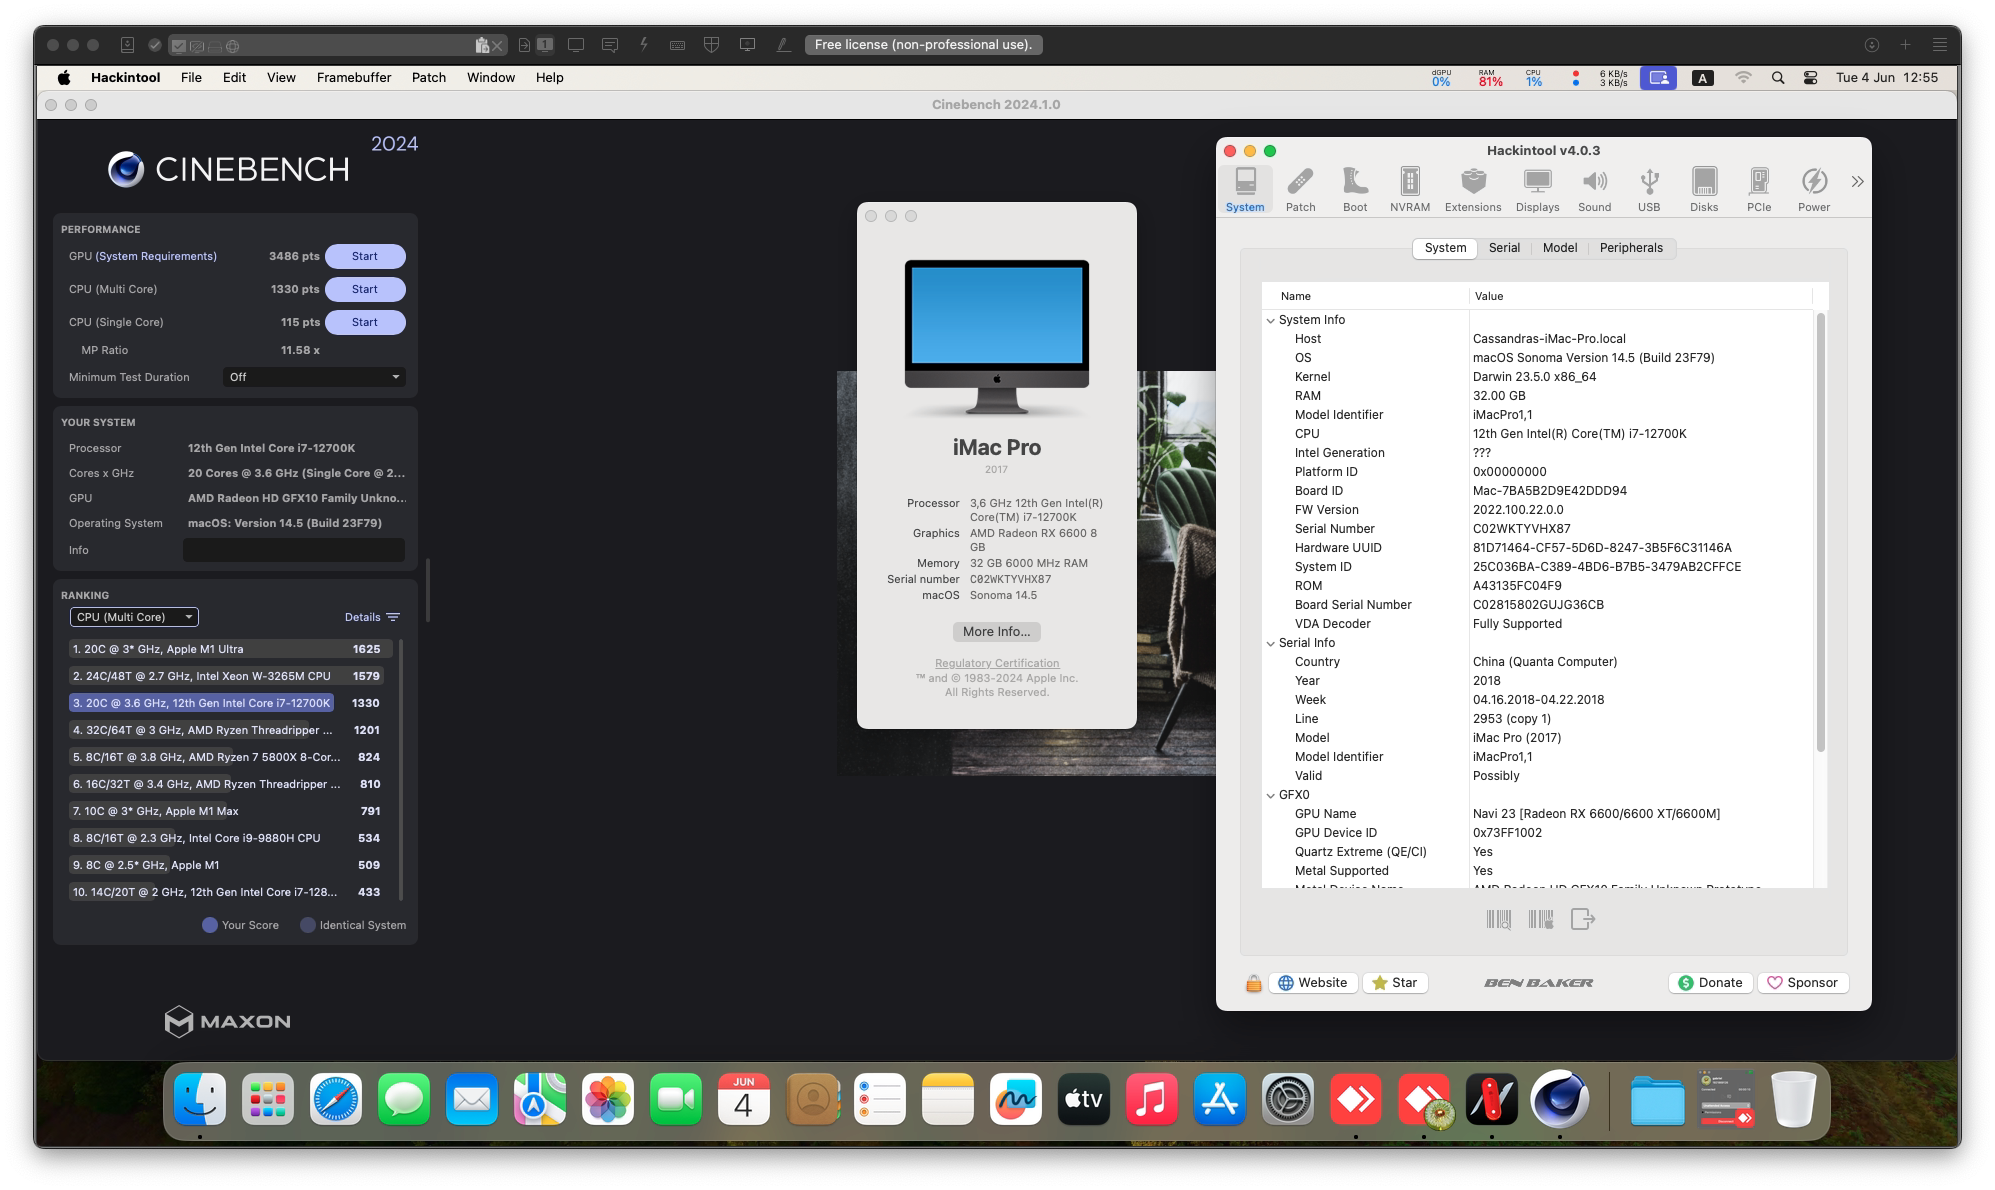 1
Free license (non-professional use).
Hackintool File Edit View Framebuffer Patch Window Help
dGPU 0% RAM 81% CPU 1% 6 KB/s 3 KB/s A Tue 4 Jun 12:55
Cinebench 2024.1.0
CINEBENCH 2024
PERFORMANCE
GPU (System Requirements) 3486 pts Start
CPU (Multi Core) 1330 pts Start
CPU (Single Core) 115 pts Start
MP Ratio 11.58 x
Minimum Test Duration Off
YOUR SYSTEM
Processor 12th Gen Intel Core i7-12700K
Cores x GHz 20 Cores @ 3.6 GHz (Single Core @ 2...
GPU AMD Radeon HD GFX10 Family Unkno...
Operating System macOS: Version 14.5 (Build 23F79)
Info
RANKING
CPU (Multi Core) Details
1. 20C @ 3* GHz, Apple M1 Ultra 1625
2. 24C/48T @ 2.7 GHz, Intel Xeon W-3265M CPU 1579
3. 20C @ 3.6 GHz, 12th Gen Intel Core i7-12700K 1330
4. 32C/64T @ 3 GHz, AMD Ryzen Threadripper ... 1201
5. 8C/16T @ 3.8 GHz, AMD Ryzen 7 5800X 8-Cor... 824
6. 16C/32T @ 3.4 GHz, AMD Ryzen Threadripper ... 810
7. 10C @ 3* GHz, Apple M1 Max 791
8. 8C/16T @ 2.3 GHz, Intel Core i9-9880H CPU 534
9. 8C @ 2.5* GHz, Apple M1 509
10. 14C/20T @ 2 GHz, 12th Gen Intel Core i7-128... 433
Your Score Identical System
MAXON
iMac Pro
2017
Processor 3,6 GHz 12th Gen Intel(R)
Core(TM) i7-12700K
Graphics AMD Radeon RX 6600 8
GB
Memory 32 GB 6000 MHz RAM
Serial number C02WKTYVHX87
macOS Sonoma 14.5
More Info...
Regulatory Certification
™ and © 1983-2024 Apple Inc.
All Rights Reserved.
Hackintool v4.0.3
System Patch Boot NVRAM Extensions Displays Sound USB Disks PCIe Power
System Serial Model Peripherals
Name Value
System Info
Host Cassandras-iMac-Pro.local
OS macOS Sonoma Version 14.5 (Build 23F79)
Kernel Darwin 23.5.0 x86_64
RAM 32.00 GB
Model Identifier iMacPro1,1
CPU 12th Gen Intel(R) Core(TM) i7-12700K
Intel Generation ???
Platform ID 0x00000000
Board ID Mac-7BA5B2D9E42DDD94
FW Version 2022.100.22.0.0
Serial Number C02WKTYVHX87
Hardware UUID 81D71464-CF57-5D6D-8247-3B5F6C31146A
System ID 25C036BA-C389-4BD6-B7B5-3479AB2CFFCE
ROM A43135FC04F9
Board Serial Number C02815802GUJG36CB
VDA Decoder Fully Supported
Serial Info
Country China (Quanta Computer)
Year 2018
Week 04.16.2018-04.22.2018
Line 2953 (copy 1)
Model iMac Pro (2017)
Model Identifier iMacPro1,1
Valid Possibly
GFX0
GPU Name Navi 23 [Radeon RX 6600/6600 XT/6600M]
GPU Device ID 0x73FF1002
Quartz Extreme (QE/CI) Yes
Metal Supported Yes
Metal Device Name AMD Radeon HD GFX10 Family Unknown Prototype
Website Star BEN BAKER Donate Sponsor
JUN
4
tv